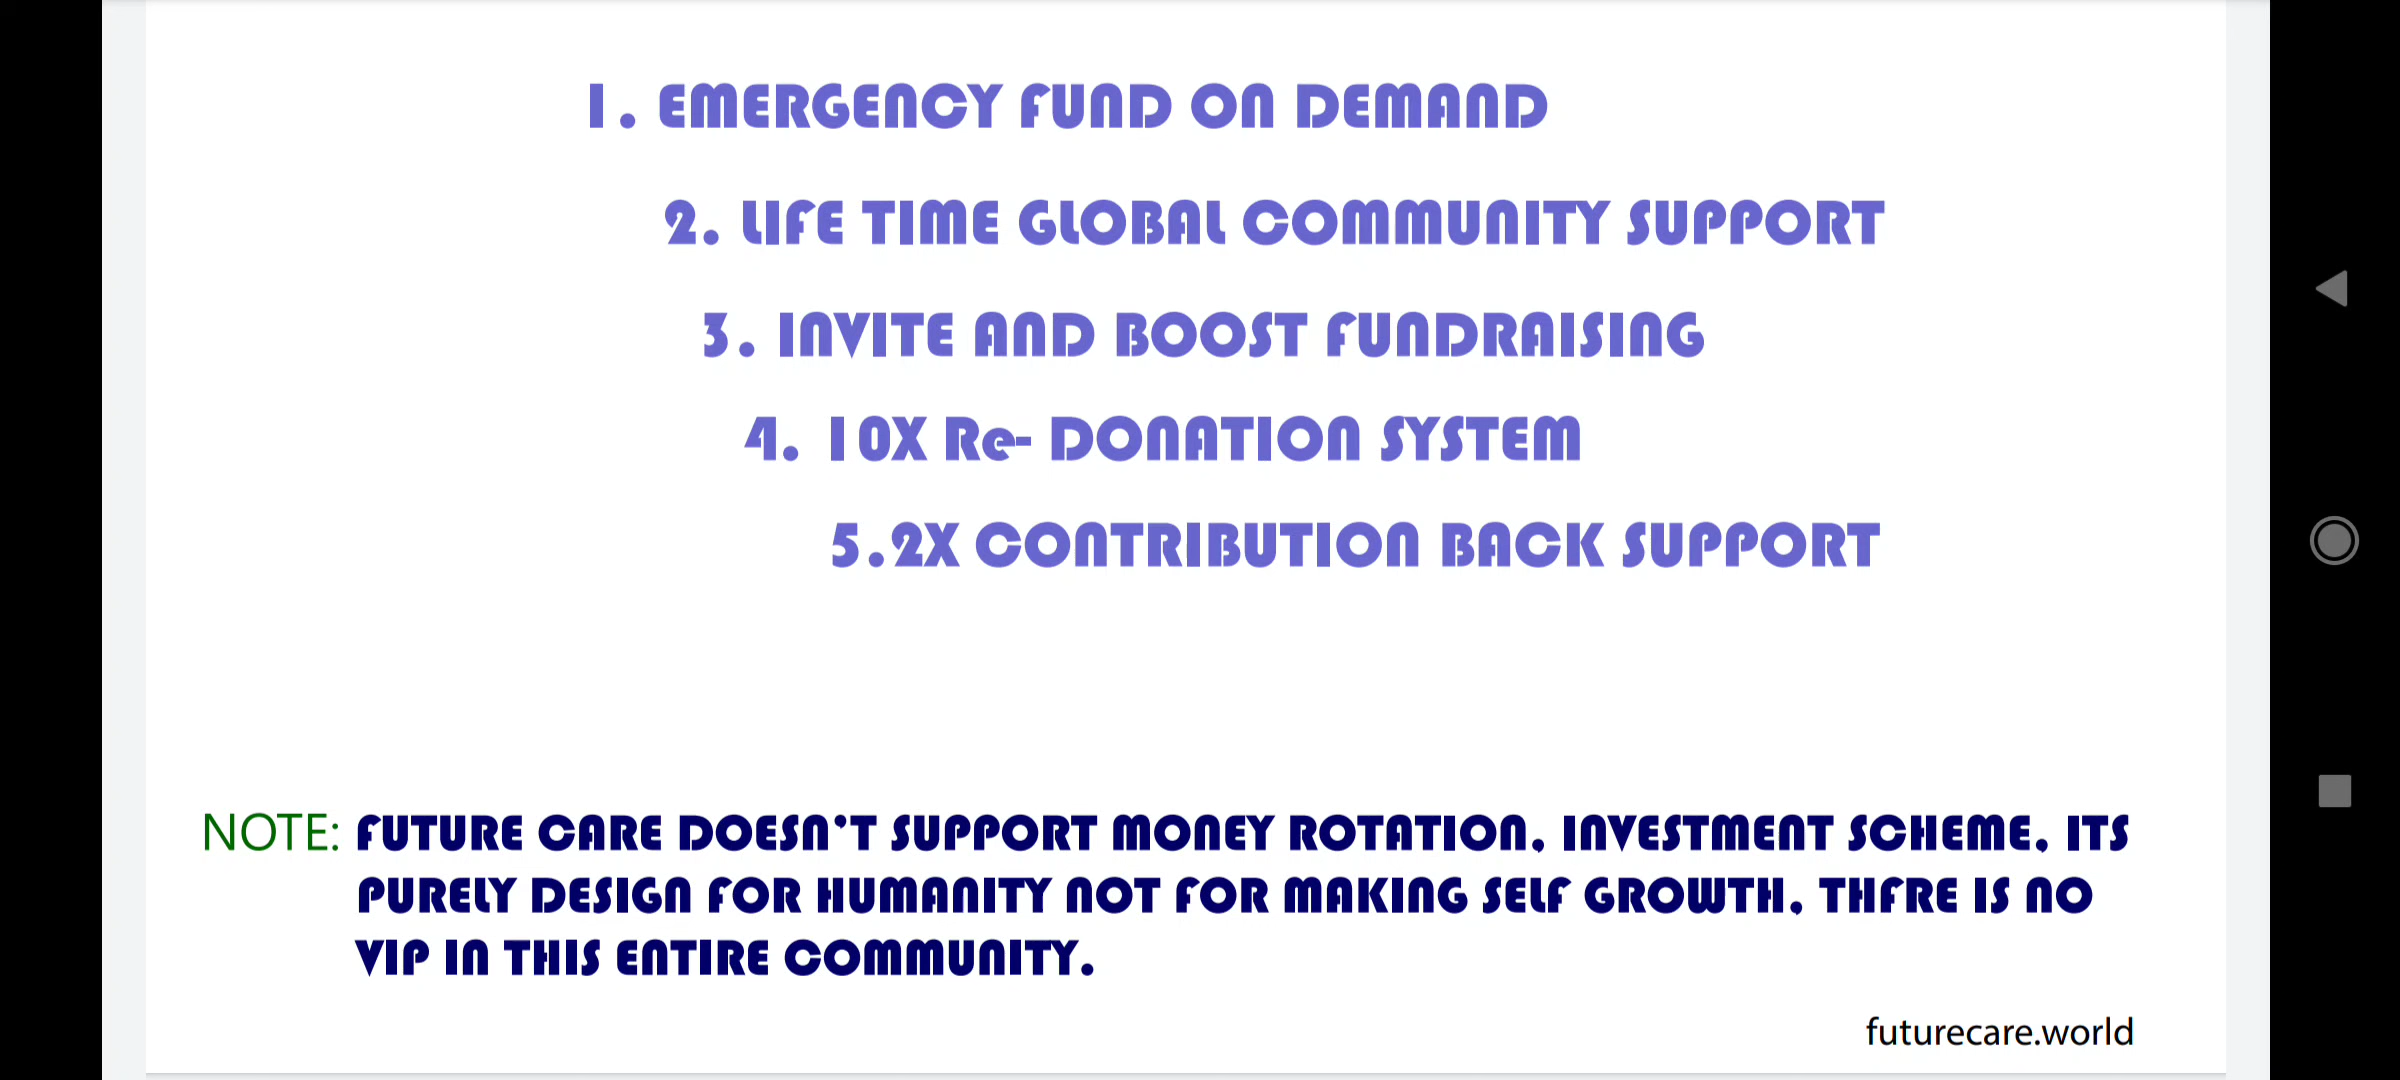 1. EMERGENCY FUND ON DEMAND
2. LIFE TIME GLOBAL COMMUNITY SUPPORT
3. INVITE AND BOOST FUNDRAISING
4. 10X Re- DONATION SYSTEM
5.2X CONTRIBUTION BACK SUPPORT
NOTE: FUTURE CARE DOESN'T SUPPORT MONEY ROTATION, INVESTMENT SCHEME, ITS
PURELY DESIGN FOR HUMANITY NOT FOR MAKING SELF GROWTH, THFRE IS NO
VIP IN THIS ENTIRE COMMUNITY.
futurecare.world